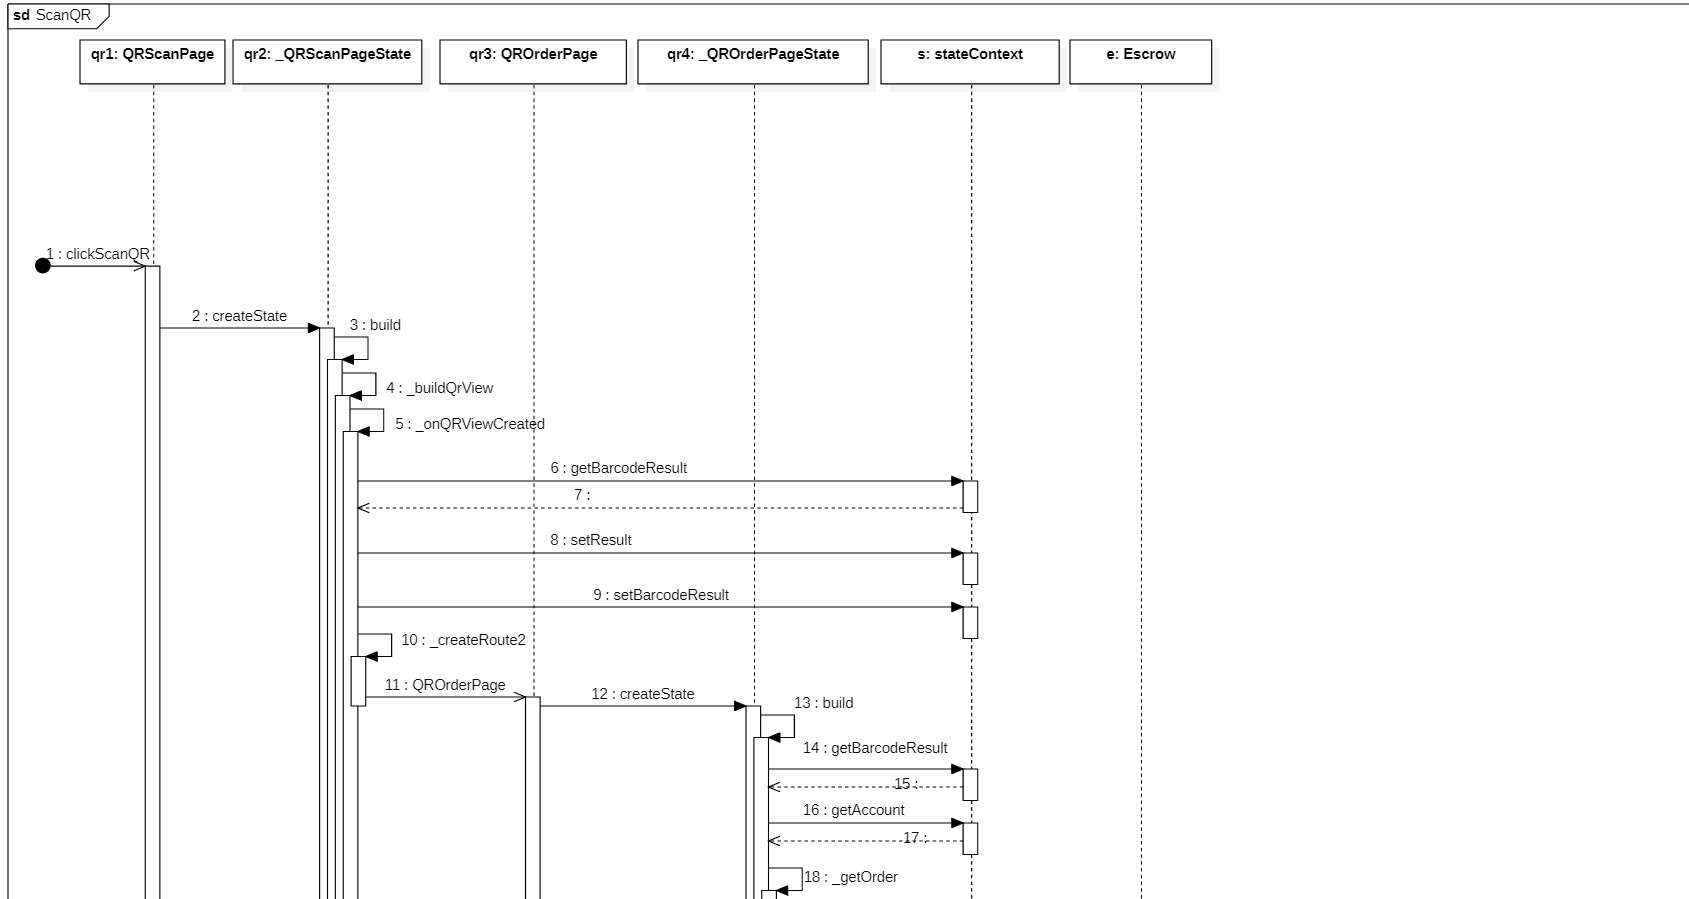 sd ScanQR
qr1: QRScanPage
qr2: _QRScanPageState
qr3: QROrderPage
qr4: _QROrderPageState
s: stateContext
e: Escrow
1 : clickScanQR
2 : createState
3 : build
4 : _buildQrView
5 : _onQRViewCreated
6 : getBarcodeResult
7 :
8 : setResult
9 : setBarcodeResult
10 : _createRoute2
11 : QROrderPage
12 : createState
13 : build
14 : getBarcodeResult
15 :
16 : getAccount
17 :
18 : _getOrder